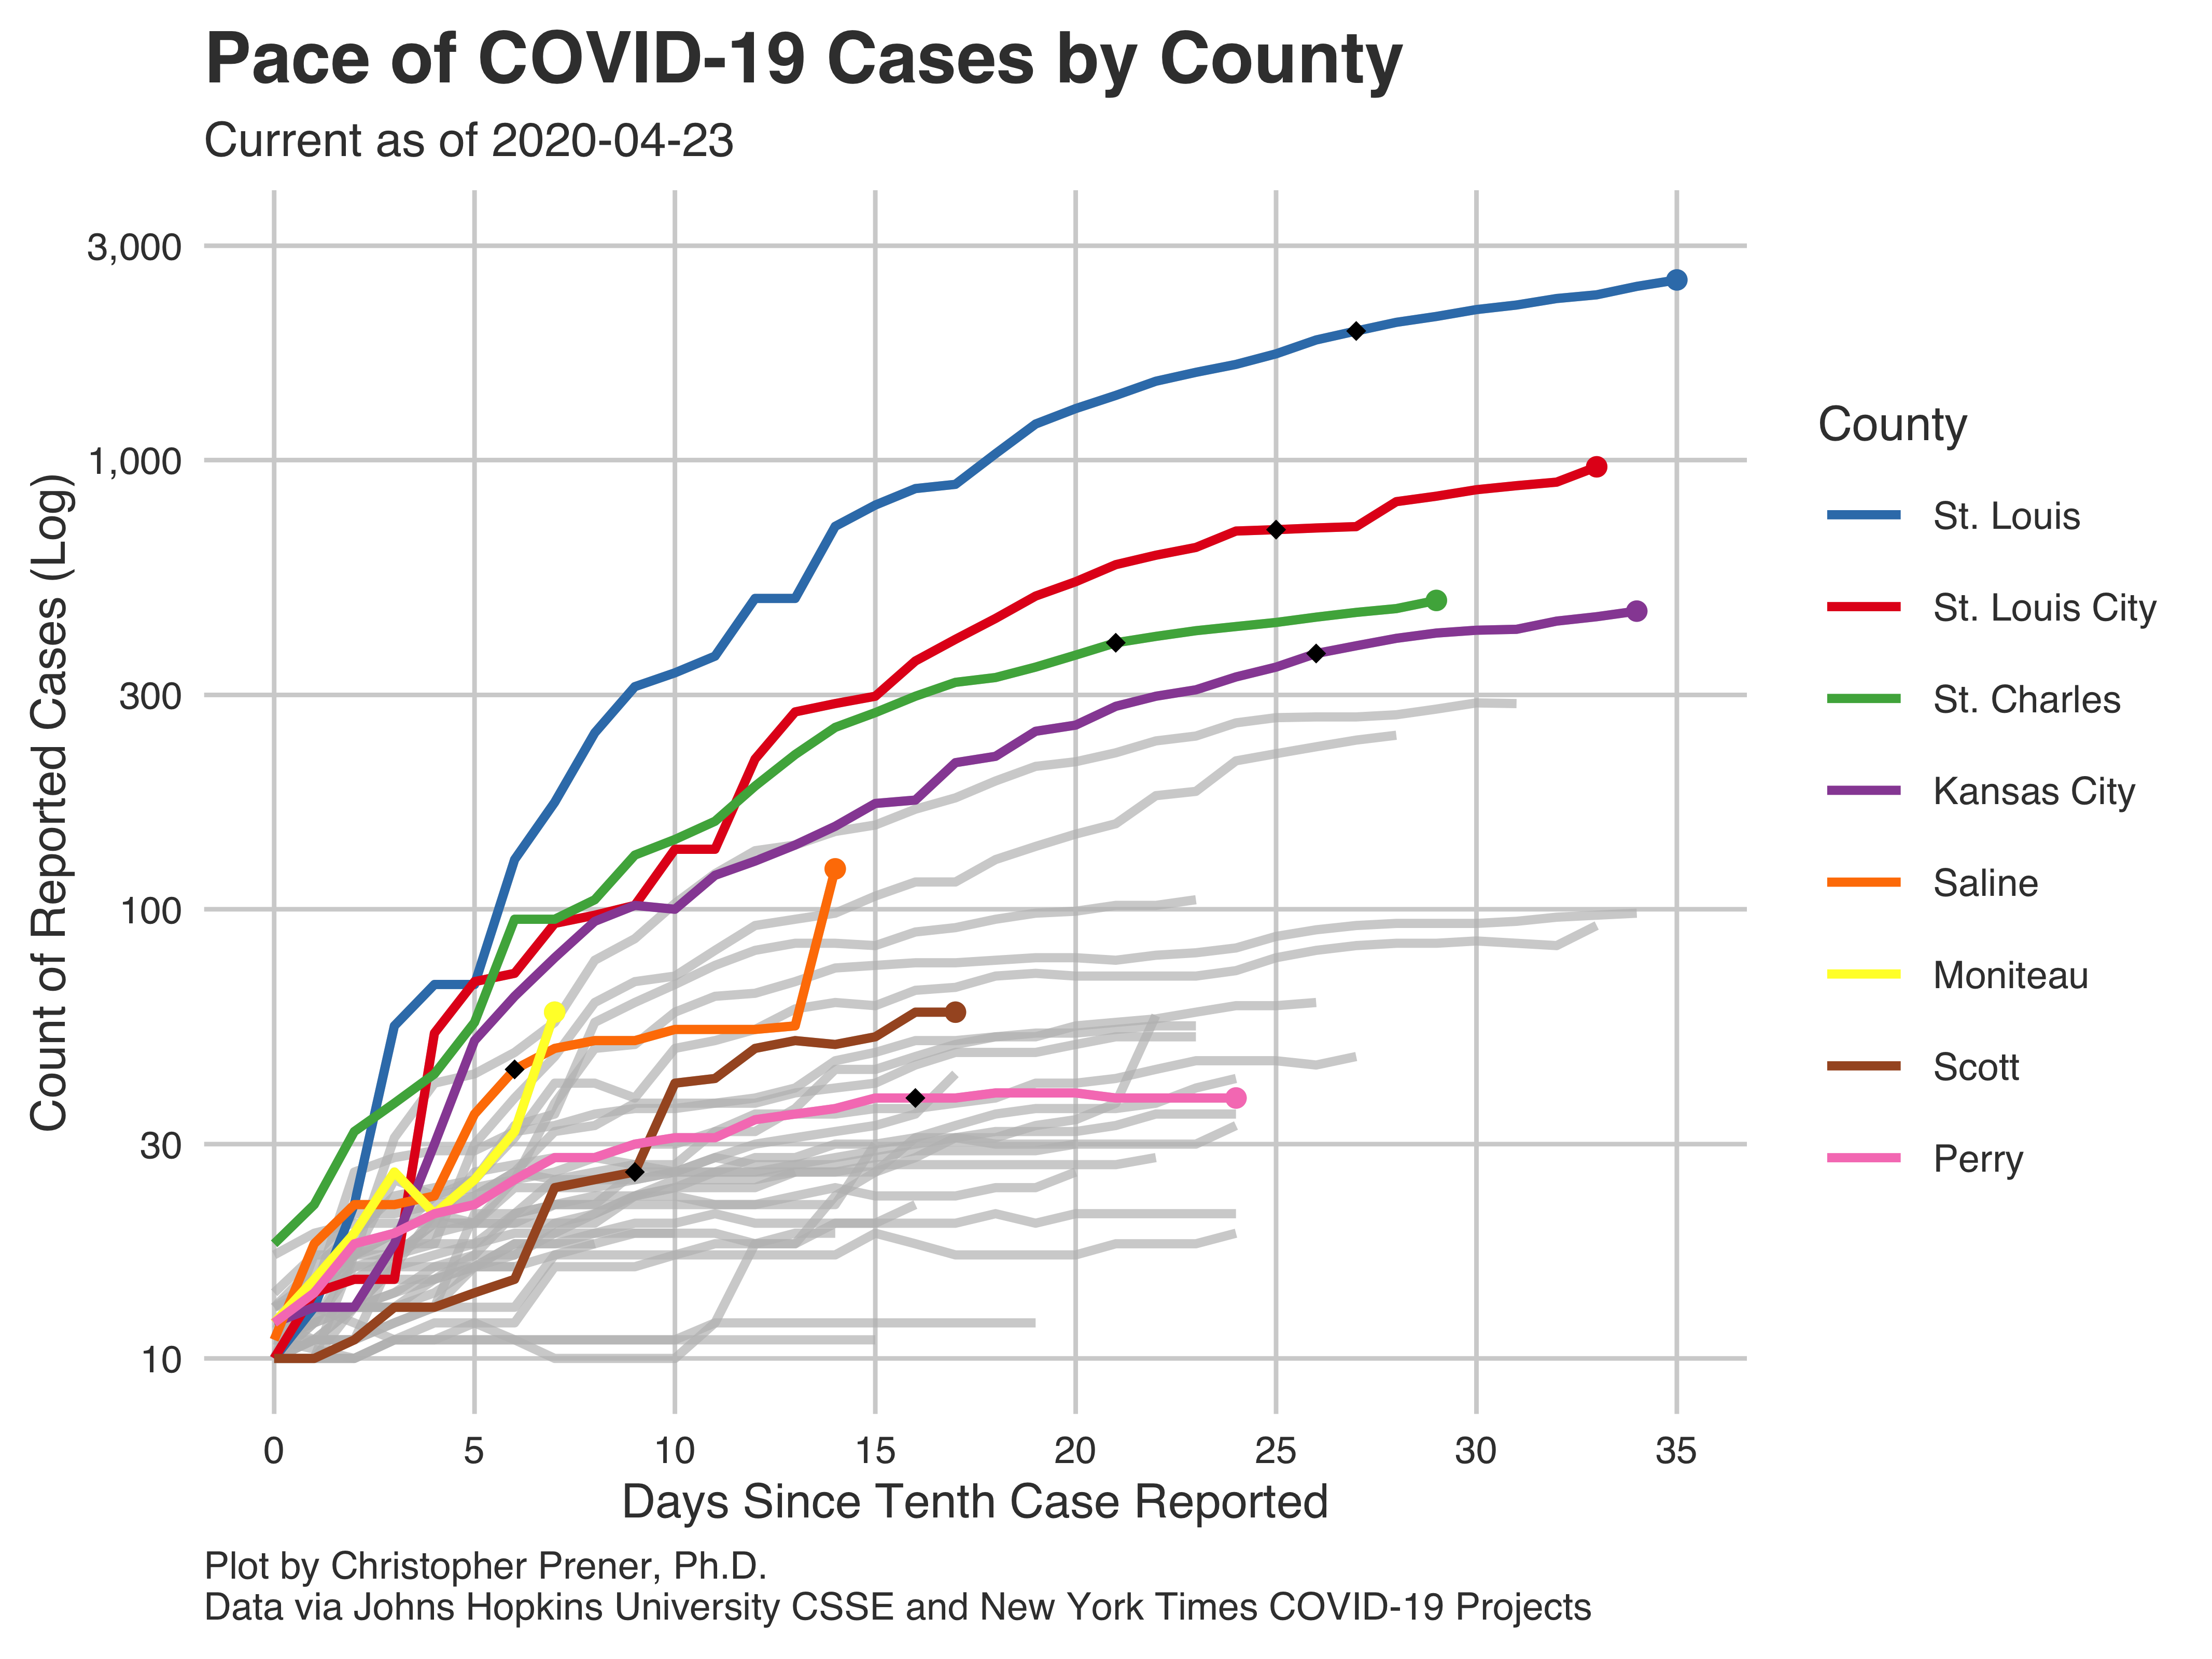 Pace of COVID-19 Cases by County
Current as of 2020-04-23
3,000
1,000
300
100
30
10
Count of Reported Cases (Log)
0 5 10 15 20 25 30 35
Days Since Tenth Case Reported
County
St. Louis
St. Louis City
St. Charles
Kansas City
Saline
Moniteau
Scott
Perry
Plot by Christopher Prener, Ph.D.
Data via Johns Hopkins University CSSE and New York Times COVID-19 Projects